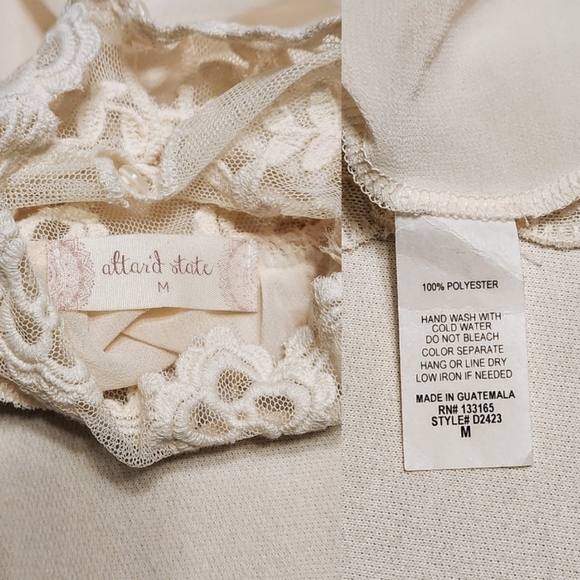 altar'd state
M
100% POLYESTER
HAND WASH WITH
COLD WATER
DO NOT BLEACH
COLOR SEPARATE
HANG OR LINE DRY
LOW IRON IF NEEDED
MADE IN GUATEMALA
RN# 133165
STYLE# D2423
M